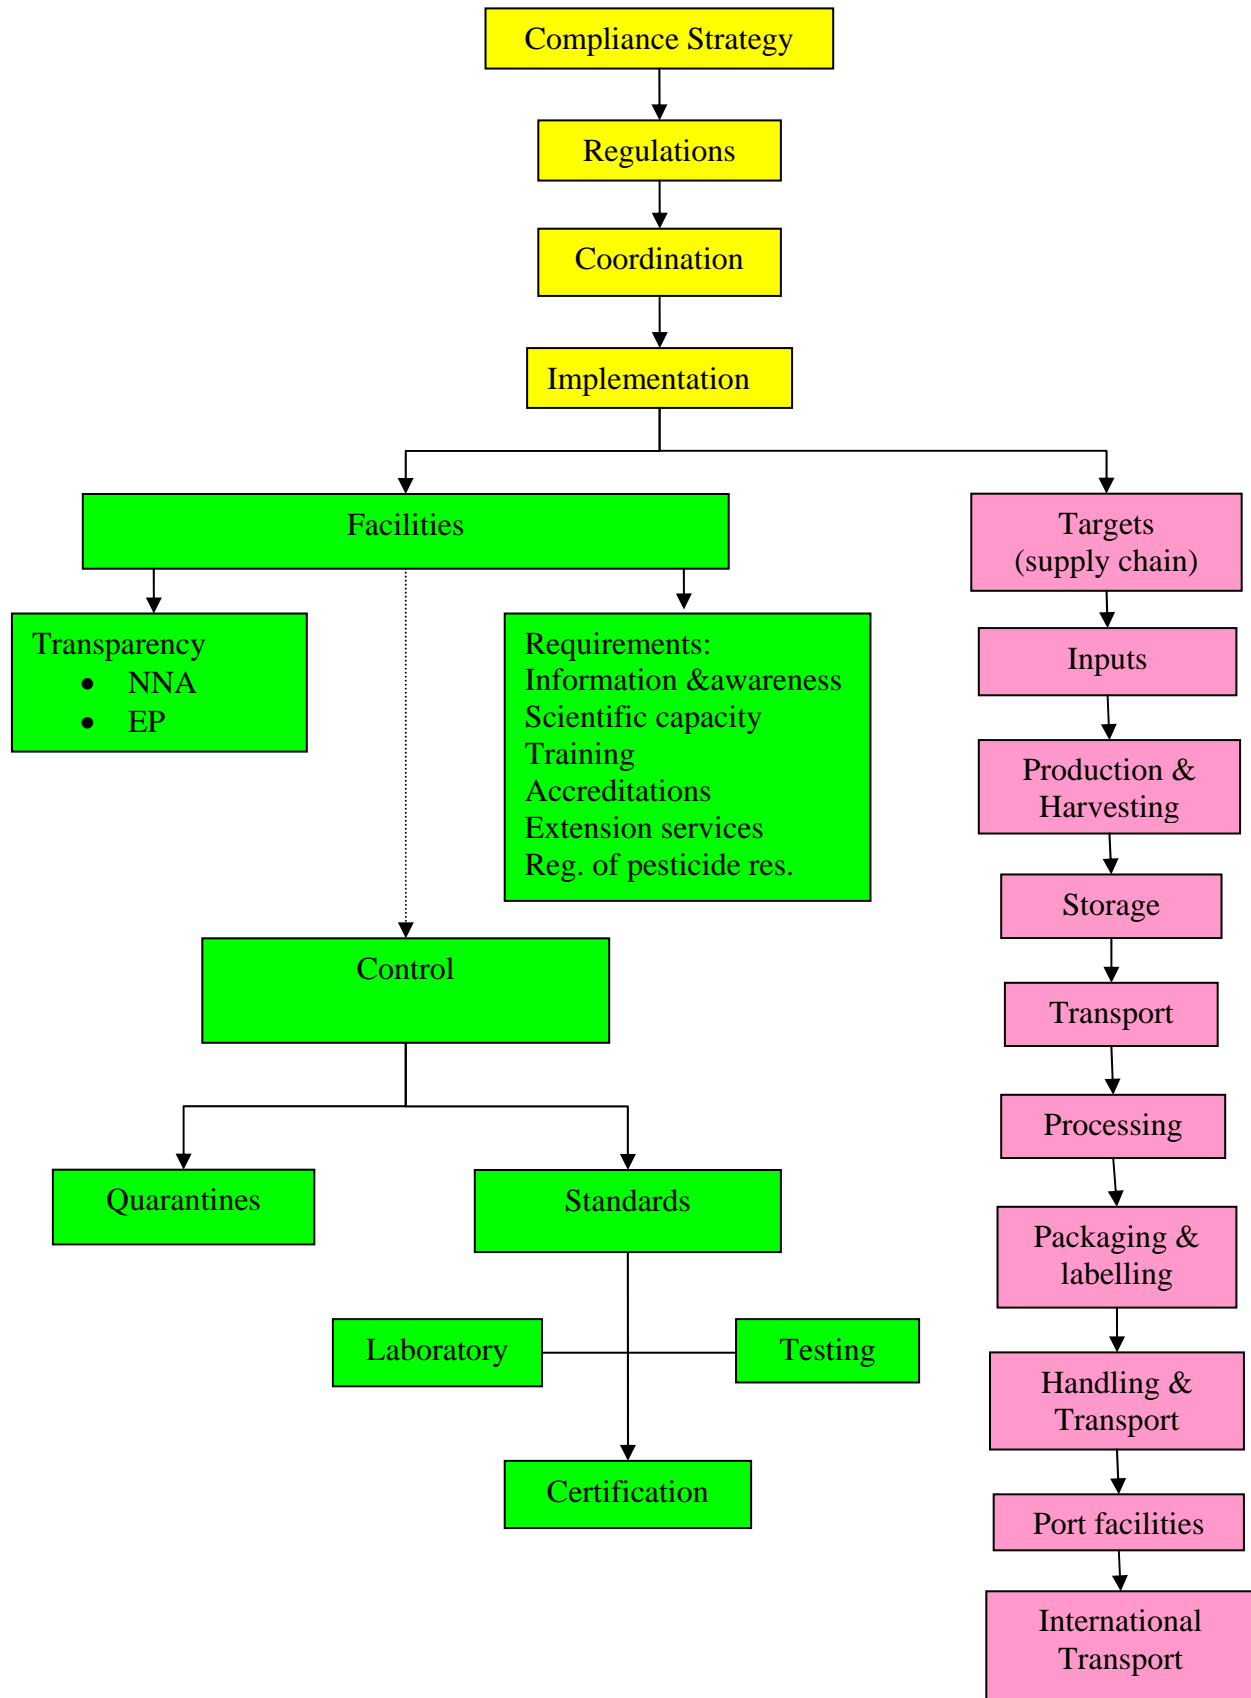 Compliance Strategy
Regulations
Coordination
Implementation
Facilities
Transparency
• NNA
• EP
Requirements:
Information &awareness
Scientific capacity
Training
Accreditations
Extension services
Reg. of pesticide res.
Control
Quarantines
Standards
Laboratory
Testing
Certification
Targets
(supply chain)
Inputs
Production &
Harvesting
Storage
Transport
Processing
Packaging &
labelling
Handling &
Transport
Port facilities
International
Transport